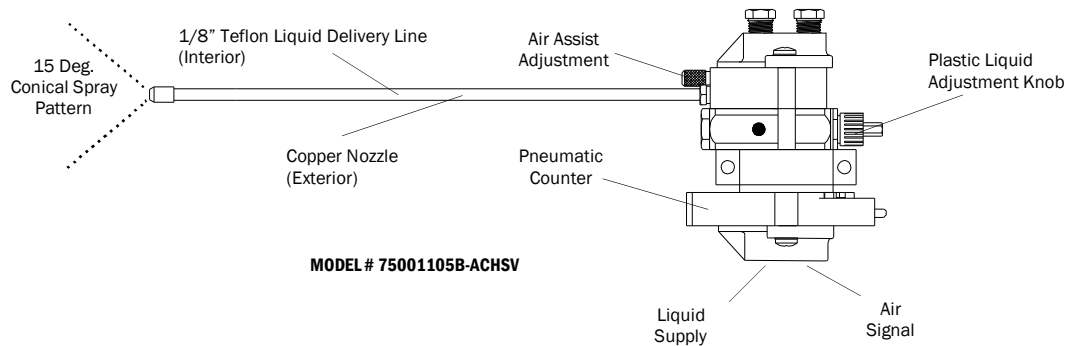 1/8” Teflon Liquid Delivery Line
(Interior)
Air Assist
Adjustment
15 Deg.
Conical Spray
Pattern
Plastic Liquid
Adjustment Knob
Copper Nozzle
(Exterior)
Pneumatic
Counter
MODEL# 75001105B-ACHSV
Liquid
Supply
Air
Signal